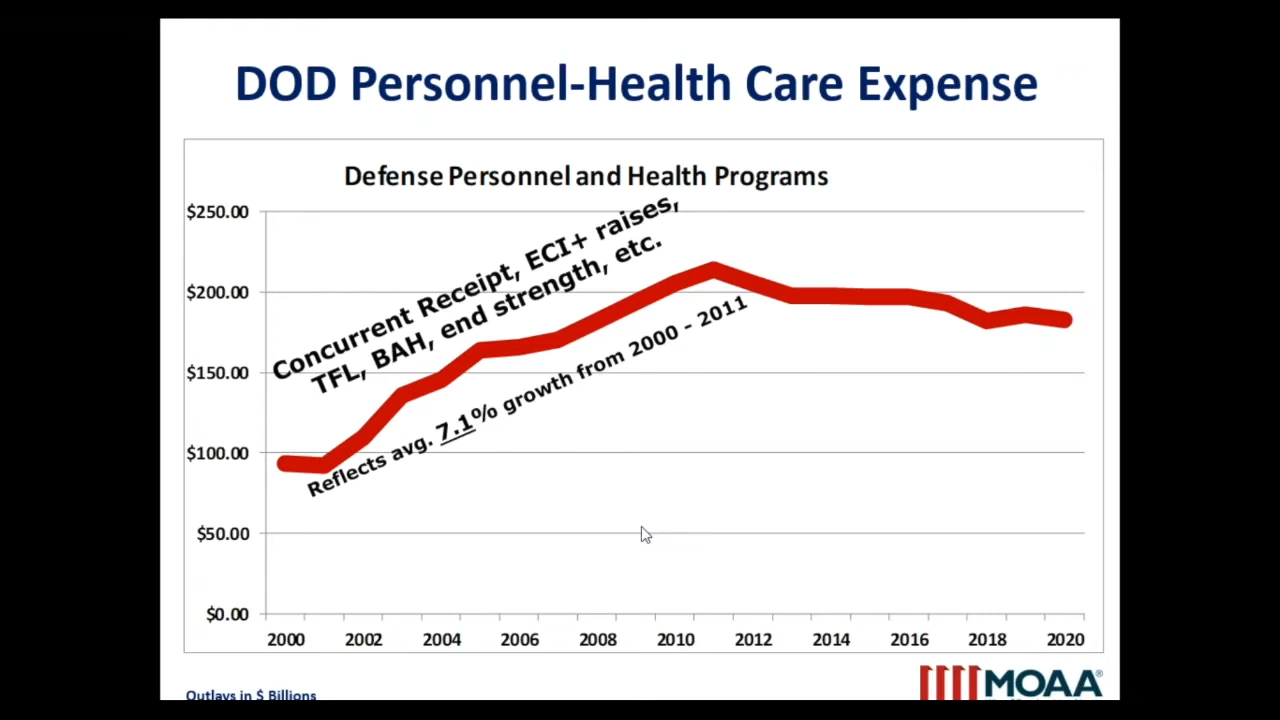 DOD Personnel-Health Care Expense
Defense Personnel and Health Programs
$250.00
$200.00
$150.00
$100.00
$50.00
$0.00
Concurrent Receipt, ECI+ raises,
TFL, BAH, end strength, etc.
Reflects avg. 7.1% growth from 2000 - 2011
2000 2002 2004 2006 2008 2010 2012 2014 2016 2018 2020
Outlays in $ Billions
MOAA®